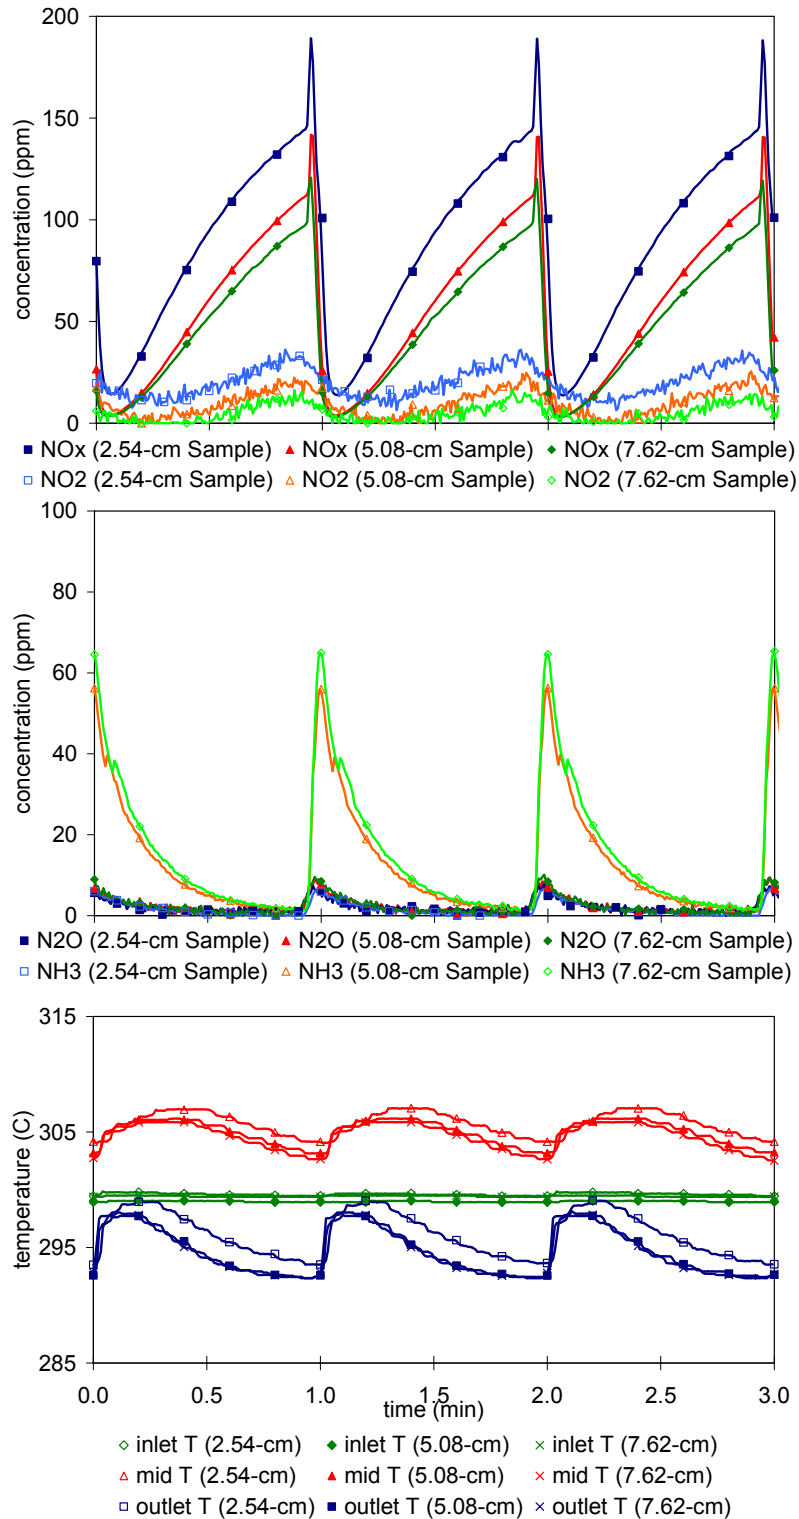 200
150
100
50
0
concentration (ppm)
NOx (2.54-cm Sample) NOx (5.08-cm Sample) NOx (7.62-cm Sample)
NO2 (2.54-cm Sample) NO2 (5.08-cm Sample) NO2 (7.62-cm Sample)
100
80
60
40
20
0
concentration (ppm)
N2O (2.54-cm Sample) N2O (5.08-cm Sample) N2O (7.62-cm Sample)
NH3 (2.54-cm Sample) NH3 (5.08-cm Sample) NH3 (7.62-cm Sample)
315
305
295
285
temperature (C)
0.0 0.5 1.0 1.5 2.0 2.5 3.0
time (min)
inlet T (2.54-cm) inlet T (5.08-cm) inlet T (7.62-cm)
mid T (2.54-cm) mid T (5.08-cm) mid T (7.62-cm)
outlet T (2.54-cm) outlet T (5.08-cm) outlet T (7.62-cm)